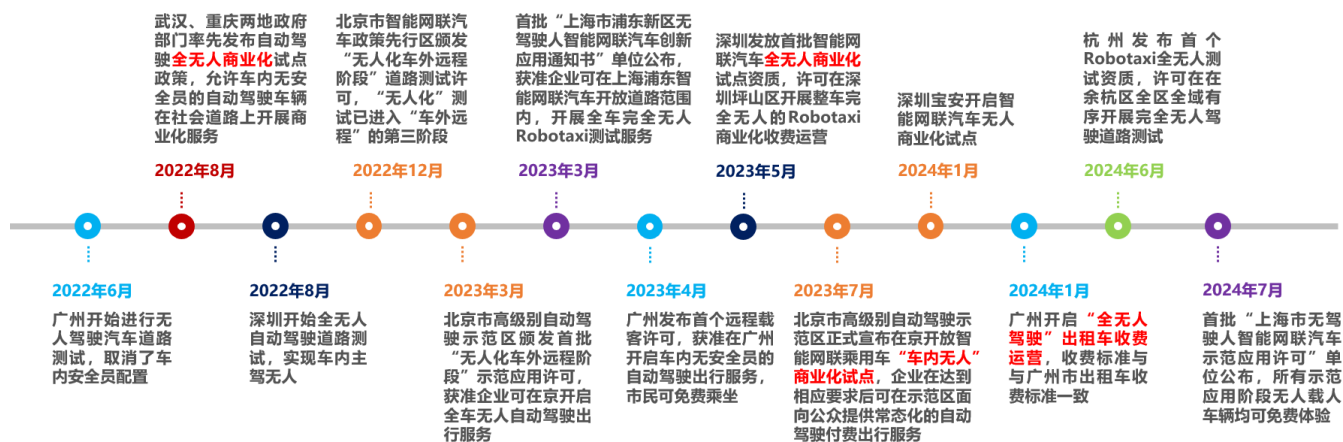 武汉、重庆两地政府
部门率先发布自动驾
驶全无人商业化试点
政策，允许车内无安
全员的自动驾驶车辆
在社会道路上开展商
业化服务
2022年8月
北京市智能网联汽
车政策先行区颁发
“无人化车外远程
阶段”道路测试许
可，“无人化”测
试已进入“车外远
程”的第三阶段
2022年12月
首批“上海市浦东新区无
驾驶人智能网联汽车创新
应用通知书”单位公布，
获准企业可在上海浦东智
能网联汽车开放道路范围
内，开展全车完全无人
Robotaxi测试服务
2023年3月
深圳发放首批智能网
联汽车全无人商业化
试点资质，许可在深
圳坪山区开展整车完
全无人的Robotaxi
商业化收费运营
2023年5月
深圳宝安开启智
能网联汽车无人
商业化试点
2024年1月
杭州发布首个
Robotaxi全无人测
试资质，许可在在
余杭区全区全域有
序开展完全无人驾
驶道路测试
2024年6月
2022年6月
广州开始进行无
人驾驶汽车道路
测试，取消了车
内安全员配置
2022年8月
深圳开始全无人
自动驾驶道路测
试，实现车内主
驾无人
2023年3月
北京市高级别自动驾
驶示范区颁发首批
“无人化车外远程阶
段”示范应用许可，
获准企业可在京开启
全车无人自动驾驶出
行服务
2023年4月
广州发布首个远程载
客许可，获准在广州
开启车内无安全员的
自动驾驶出行服务，
市民可免费乘坐
2023年7月
北京市高级别自动驾驶示
范区正式宣布在京开放智
能网联乘用车“车内无人”
商业化试点，企业在达到
相应要求后可在示范区面
向公众提供常态化的自动
驾驶付费出行服务
2024年1月
广州开启“全无人
驾驶”出租车收费
运营，收费标准与
与广州市出租车收
费标准一致
2024年7月
首批“上海市无驾
驶人智能网联汽车
示范应用许可”单
位公布，所有示范
应用阶段无人载人
车辆均可免费体验